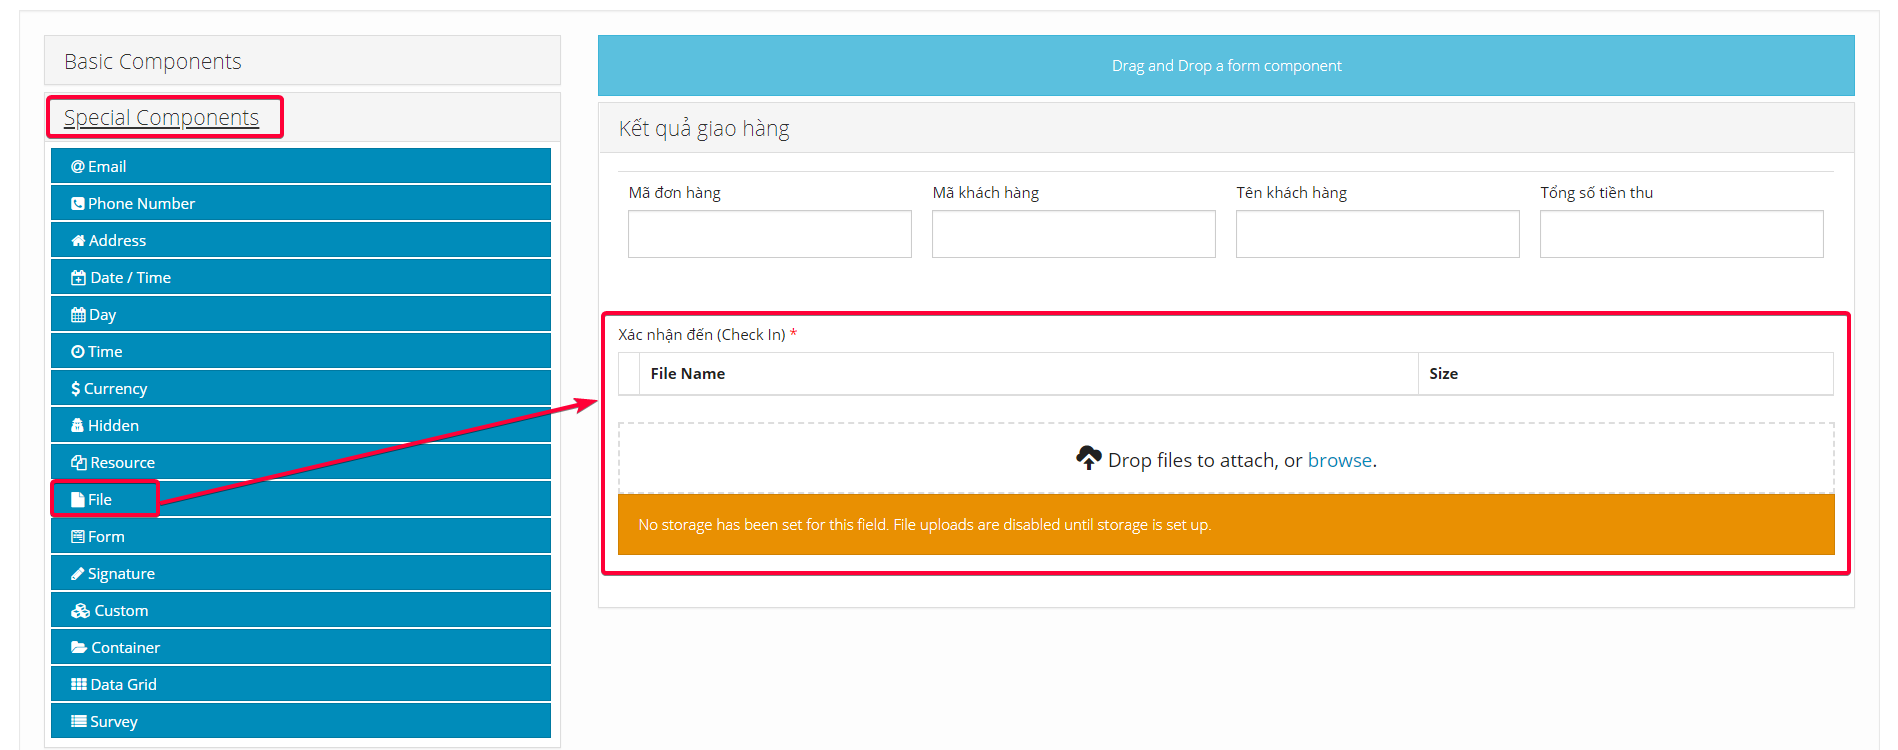 Basic Components
Special Components
Email
Phone Number
Address
Date / Time
Day
Time
Currency
Hidden
Resource
File
Form
Signature
Custom
Container
Data Grid
Survey
Drag and Drop a form component
Kết quả giao hàng
Mã đơn hàng
Mã khách hàng
Tên khách hàng
Tổng số tiền thu
Xác nhận đến (Check In) *
File Name
Size
Drop files to attach, or browse.
No storage has been set for this field. File uploads are disabled until storage is set up.